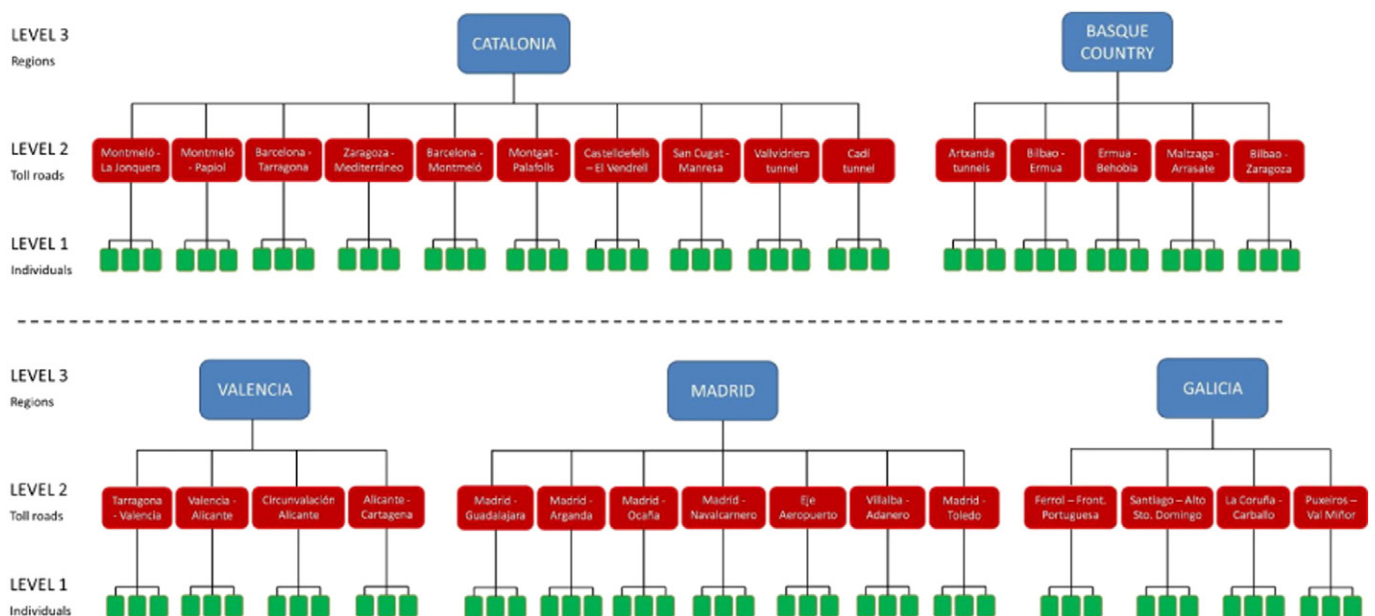 LEVEL 3
Regions
CATALONIA
BASQUE
COUNTRY
LEVEL 2
Toll roads
Montmeló -
La Jonquera
Montmeló
- Papiol
Barcelona -
Tarragona
Zaragoza -
Mediterráneo
Barcelona -
Montmeló
Montgat-
Palafolls
Castelldefells
– El Vendrell
San Cugat -
Manresa
Vallvidriera
tunnel
Cadí
tunnel
Artxanda
tunnels
Bilbao -
Ermua
Ermua -
Behobia
Maltzaga -
Arrasate
Bilbao -
Zaragoza
LEVEL 1
Individuals
LEVEL 3
Regions
VALENCIA
MADRID
GALICIA
LEVEL 2
Toll roads
Tarragona
- Valencia
Valencia -
Alicante
Circunvalación
Alicante
Alicante -
Cartagena
Madrid -
Guadalajara
Madrid -
Arganda
Madrid -
Ocaña
Madrid -
Navalcarnero
Eje
Aeropuerto
Villalba -
Adanero
Madrid -
Toledo
Ferrol – Front.
Portuguesa
Santiago – Alto
Sto. Domingo
La Coruña -
Carballo
Puxeiros –
Val Miñor
LEVEL 1
Individuals